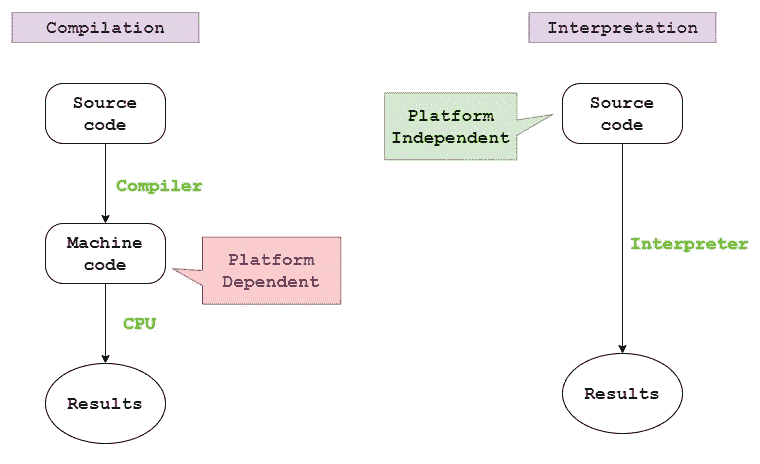 Compilation
Source
code
Compiler
Machine
code
Platform
Dependent
CPU
Results
Interpretation
Platform
Independent
Source
code
Interpreter
Results